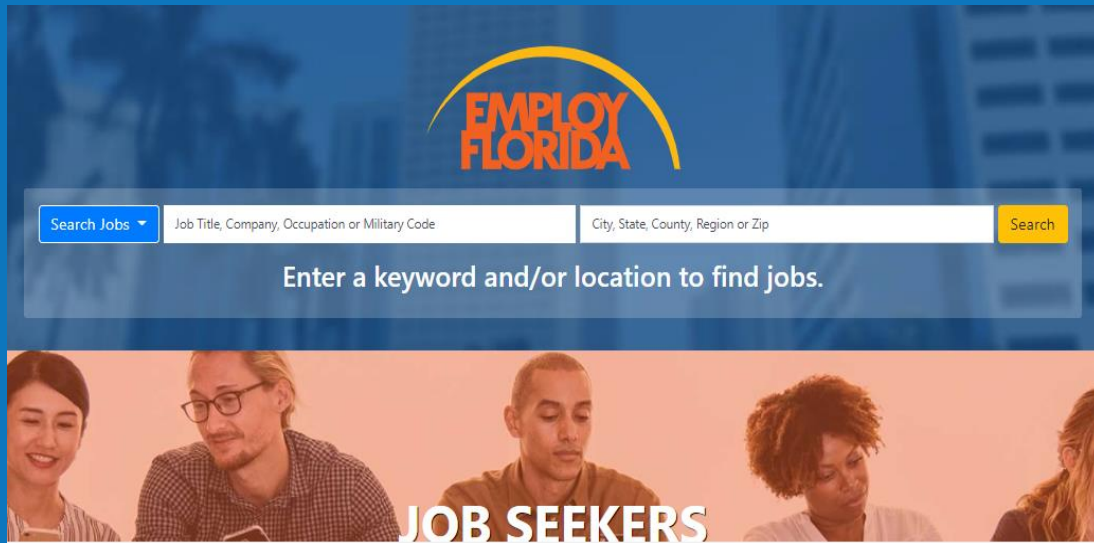 EMPLOY
FLORIDA
Search Jobs
Job Title, Company, Occupation or Military Code
City, State, County, Region or Zip
Search
Enter a keyword and/or location to find jobs.
JOB SEEKERS